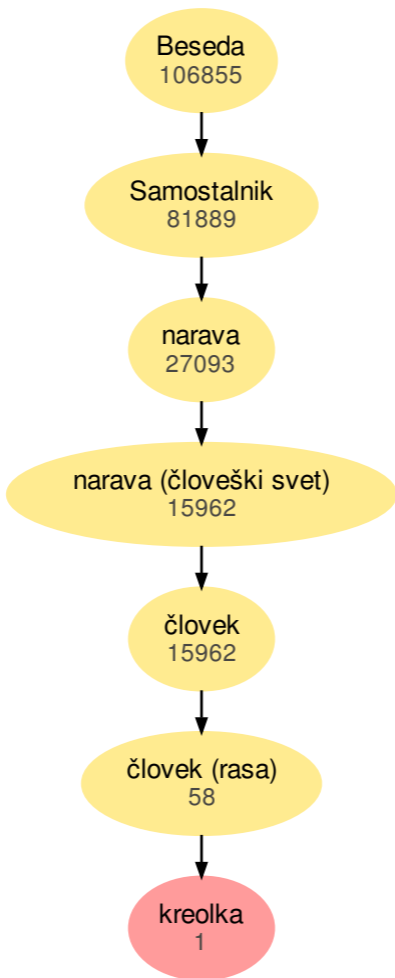 Beseda
106855
Samostalnik
81889
narava
27093
narava (človeški svet)
15962
človek
15962
človek (rasa)
58
kreolka
1